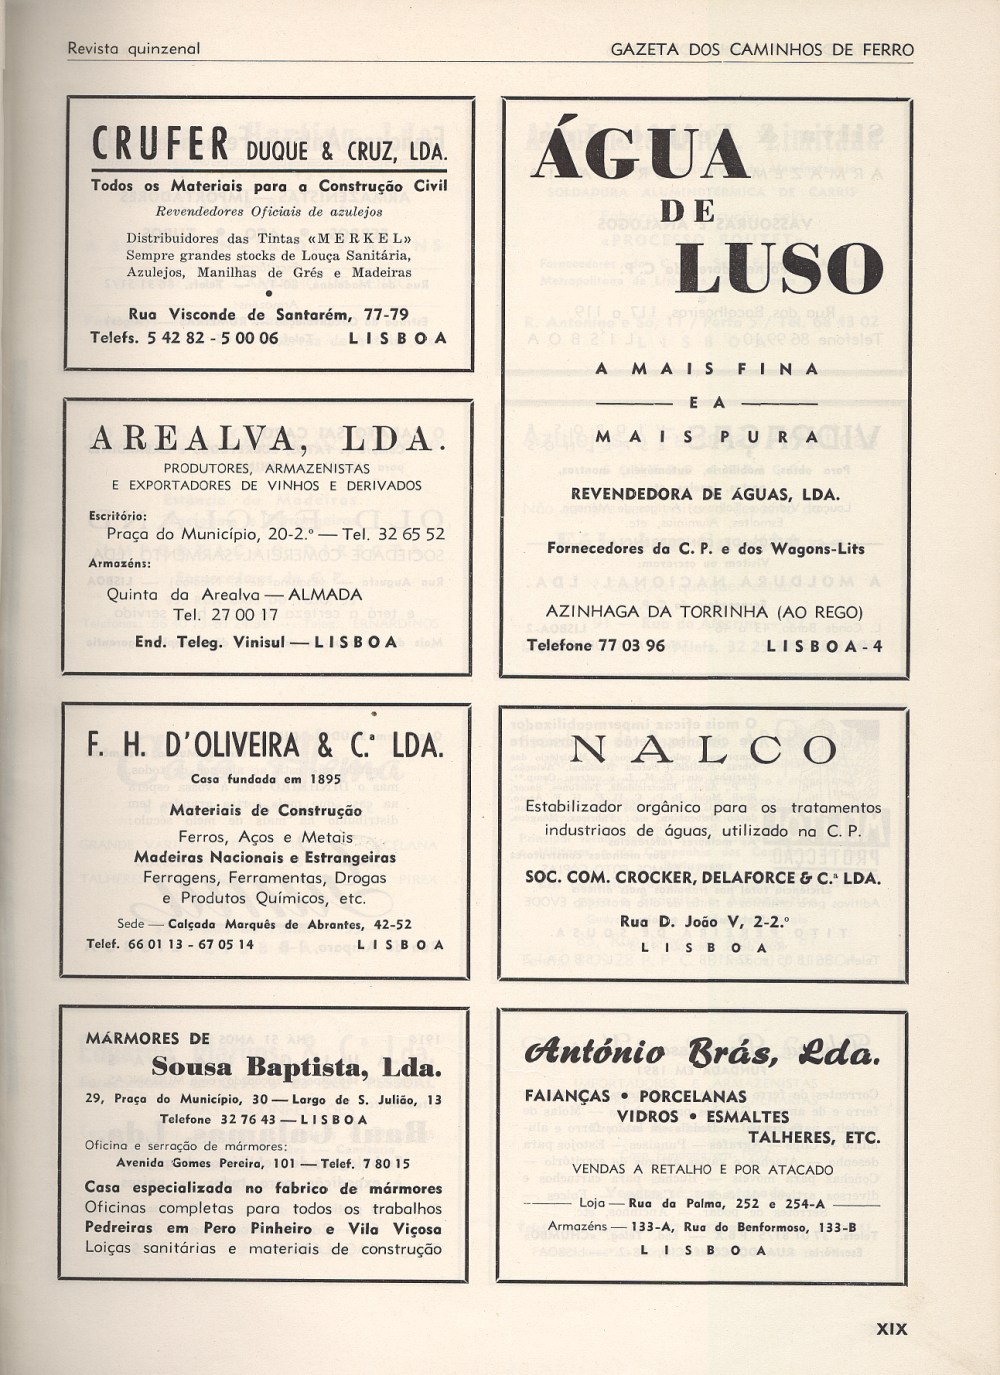 Revista quinzenal
GAZETA DOS CAMINHOS DE FERRO
CRUFER DUQUE & CRUZ, LDA.
Todos os Materiais para a Construção Civil
Revendedores Oficiais de azulejos
Distribuidores das Tintas «MERKEL»
Sempre grandes stocks de Louça Sanitária,
Azulejos, Manilhas de Grés e Madeiras
•
Rua Visconde de Santarém, 77-79
Telefs. 5 42 82 - 5 00 06 LISBOA
AREALVA, LDA.
PRODUTORES, ARMAZENISTAS
E EXPORTADORES DE VINHOS E DERIVADOS
Escritório:
Praça do Município, 20-2.º — Tel. 32 65 52
Armazéns:
Quinta da Arealva — ALMADA
Tel. 27 00 17
End. Teleg. Vinisul — LISBOA
F. H. D'OLIVEIRA & C.ª LDA.
Casa fundada em 1895
Materiais de Construção
Ferros, Aços e Metais
Madeiras Nacionais e Estrangeiras
Ferragens, Ferramentas, Drogas
e Produtos Químicos, etc.
Sede — Calçada Marquês de Abrantes, 42-52
Telef. 66 01 13 - 67 05 14 LISBOA
MÁRMORES DE
Sousa Baptista, Lda.
29, Praça do Município, 30 — Largo de S. Julião, 13
Telefone 32 76 43 — LISBOA
Oficina e serração de mármores:
Avenida Gomes Pereira, 101 — Telef. 7 80 15
Casa especializada no fabrico de mármores
Oficinas completas para todos os trabalhos
Pedreiras em Pero Pinheiro e Vila Viçosa
Loiças sanitárias e materiais de construção
ÁGUA
DE
LUSO
A MAIS FINA
E A
MAIS PURA
REVENDEDORA DE ÁGUAS, LDA.
Fornecedores da C. P. e dos Wagons-Lits
AZINHAGA DA TORRINHA (AO REGO)
Telefone 77 03 96 LISBOA-4
NALCO
Estabilizador orgânico para os tratamentos
industriaos de águas, utilizado na C. P.
SOC. COM. CROCKER, DELAFORCE & C.ª LDA.
Rua D. João V, 2-2.º
LISBOA
António Brás, Lda.
FAIANÇAS • PORCELANAS
VIDROS • ESMALTES
TALHERES, ETC.
VENDAS A RETALHO E POR ATACADO
Loja — Rua da Palma, 252 e 254-A
Armazéns — 133-A, Rua do Benformoso, 133-B
LISBOA
XIX